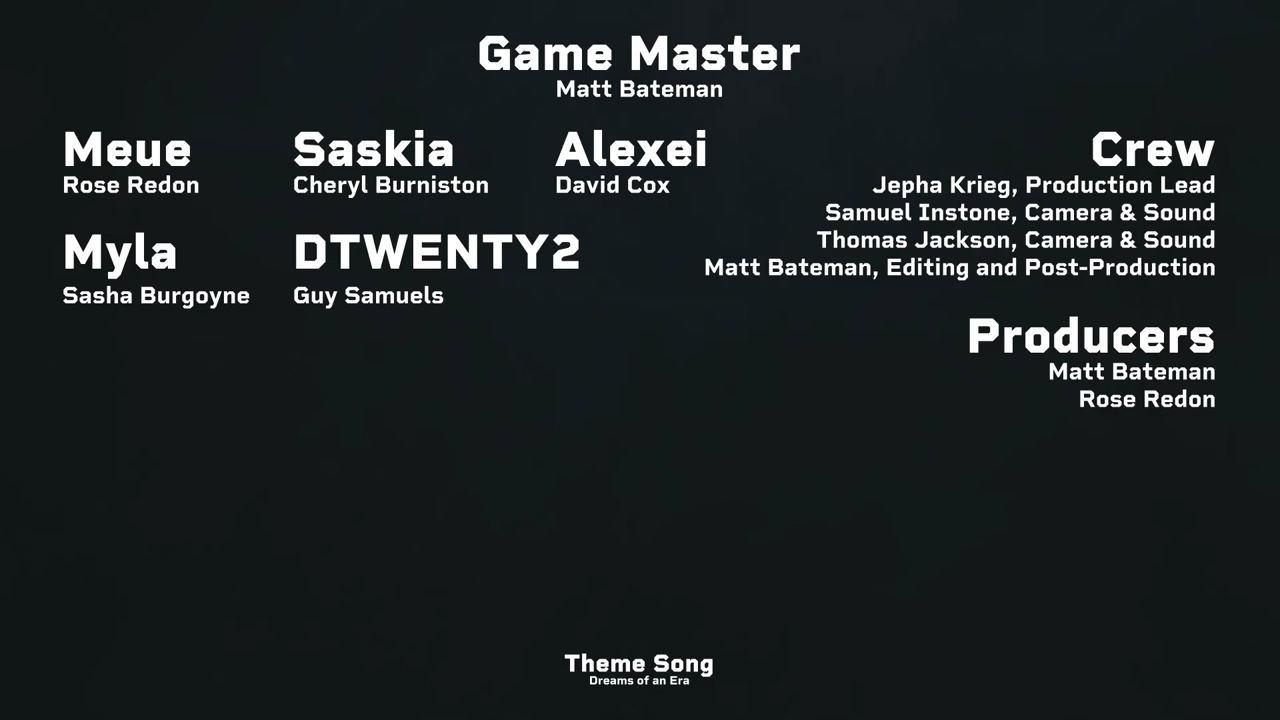 Game Master
Matt Bateman
Meue
Rose Redon
Saskia
Cheryl Burniston
Alexei
David Cox
Myla
Sasha Burgoyne
DTWENTY2
Guy Samuels
Crew
Jepha Krieg, Production Lead
Samuel Instone, Camera & Sound
Thomas Jackson, Camera & Sound
Matt Bateman, Editing and Post-Production
Producers
Matt Bateman
Rose Redon
Theme Song
Dreams of an Era